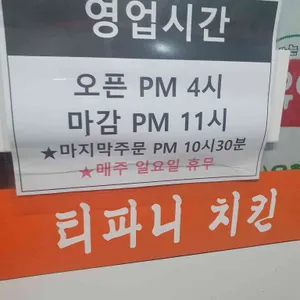 영업시간
오픈 PM 4시
마감 PM 11시
★마지막주문 PM 10시30분
★매주 일요일 휴무
티파니 치킨